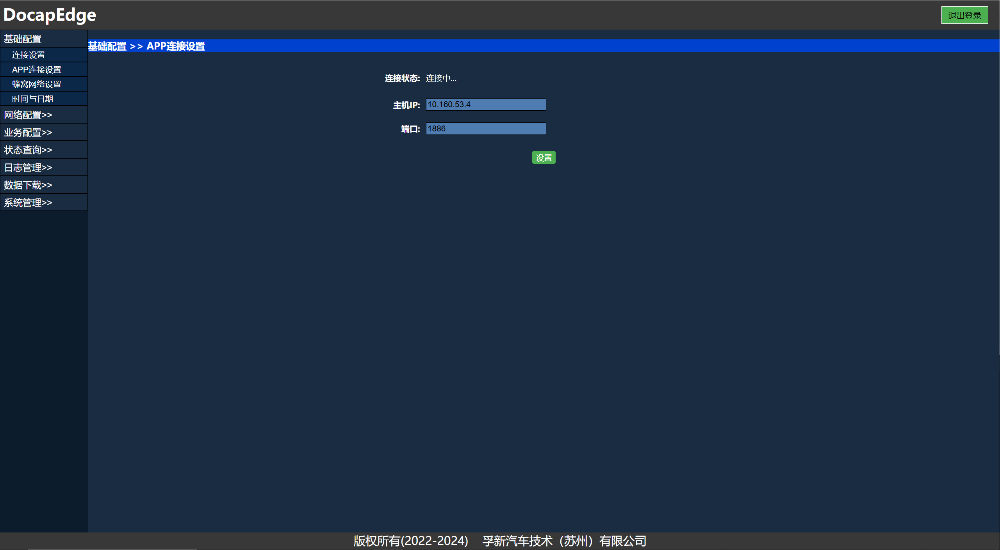 DocapEdge
退出登录
基础配置
连接设置
APP连接设置
蜂窝网络设置
时间与日期
网络配置>>
业务配置>>
状态查询>>
日志管理>>
数据下载>>
系统管理>>
基础配置 >> APP连接设置
连接状态: 连接中...
主机IP: 10.160.53.4
端口: 1886
设置
版权所有(2022-2024) 孚新汽车技术（苏州）有限公司